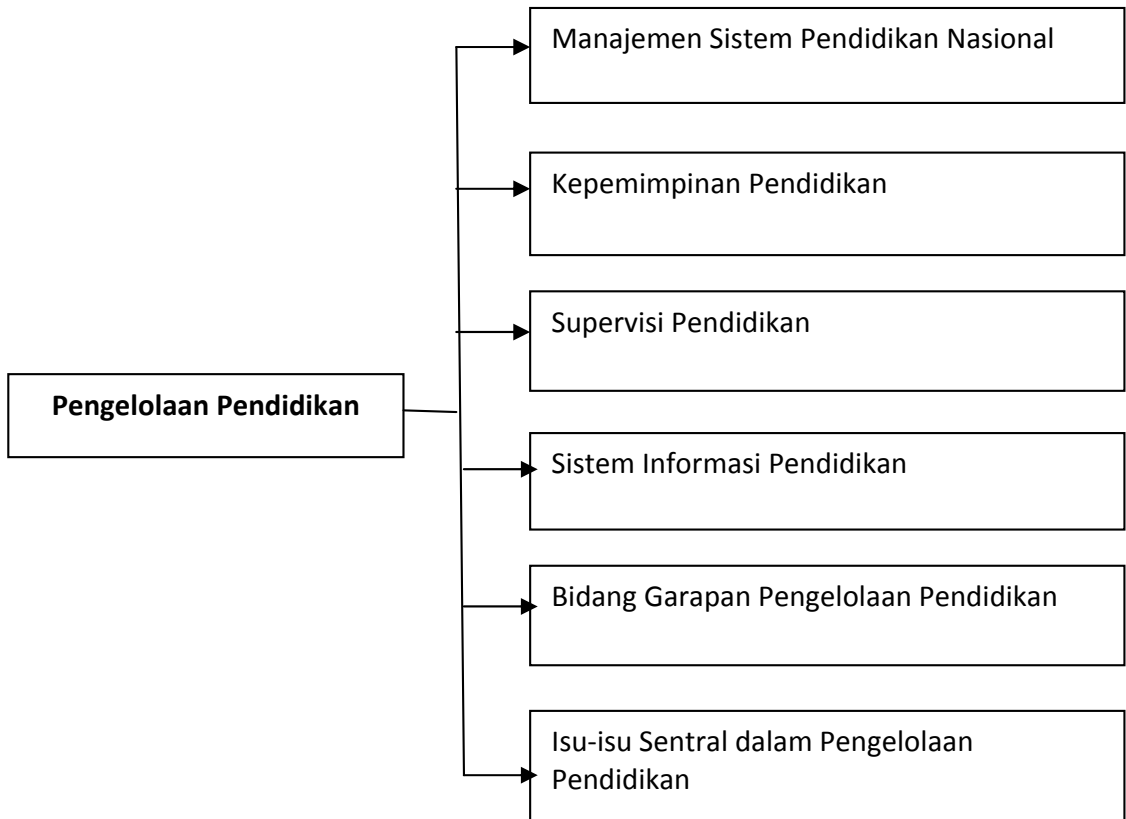 Manajemen Sistem Pendidikan Nasional
Kepemimpinan Pendidikan
Supervisi Pendidikan
Pengelolaan Pendidikan
Sistem Informasi Pendidikan
Bidang Garapan Pengelolaan Pendidikan
Isu-isu Sentral dalam Pengelolaan
Pendidikan